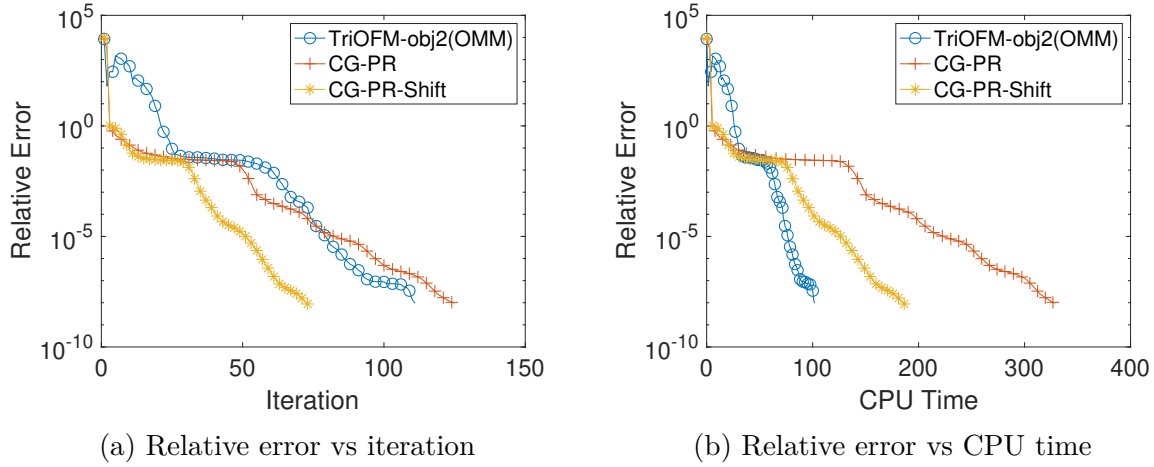 10^5
10^0
10^-5
10^-10
Relative Error
0 50 100 150
Iteration
TriOFM-obj2(OMM)
CG-PR
CG-PR-Shift
(a) Relative error vs iteration
10^5
10^0
10^-5
10^-10
Relative Error
0 100 200 300 400
CPU Time
TriOFM-obj2(OMM)
CG-PR
CG-PR-Shift
(b) Relative error vs CPU time